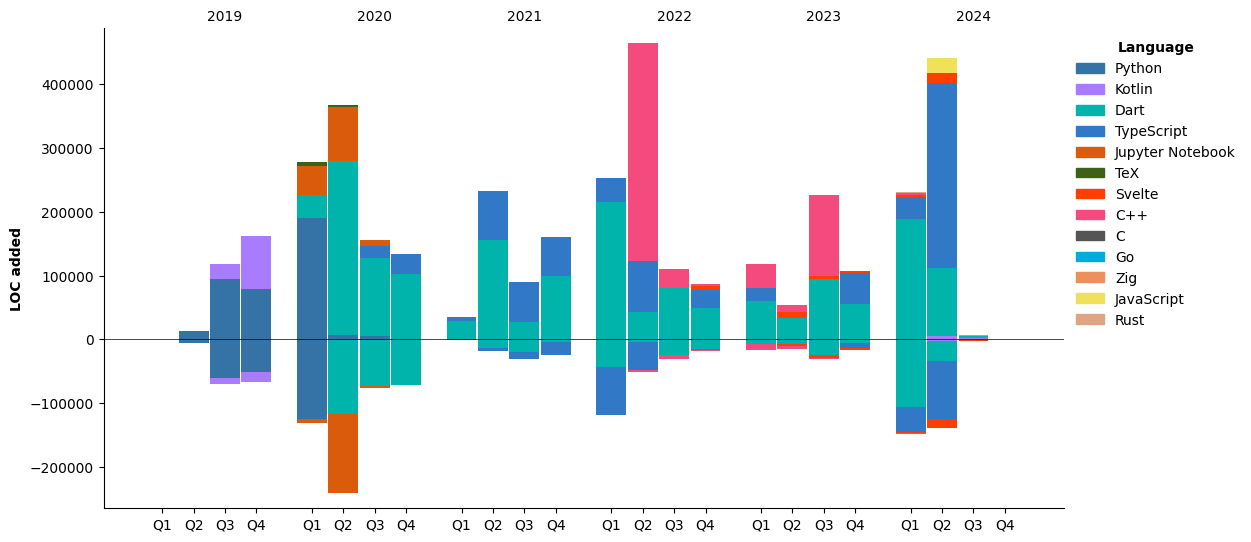 2019 2020 2021 2022 2023 2024
LOC added
400000
300000
200000
100000
0
−100000
−200000
Q1 Q2 Q3 Q4 Q1 Q2 Q3 Q4 Q1 Q2 Q3 Q4 Q1 Q2 Q3 Q4 Q1 Q2 Q3 Q4 Q1 Q2 Q3 Q4
Language
Python
Kotlin
Dart
TypeScript
Jupyter Notebook
TeX
Svelte
C++
C
Go
Zig
JavaScript
Rust